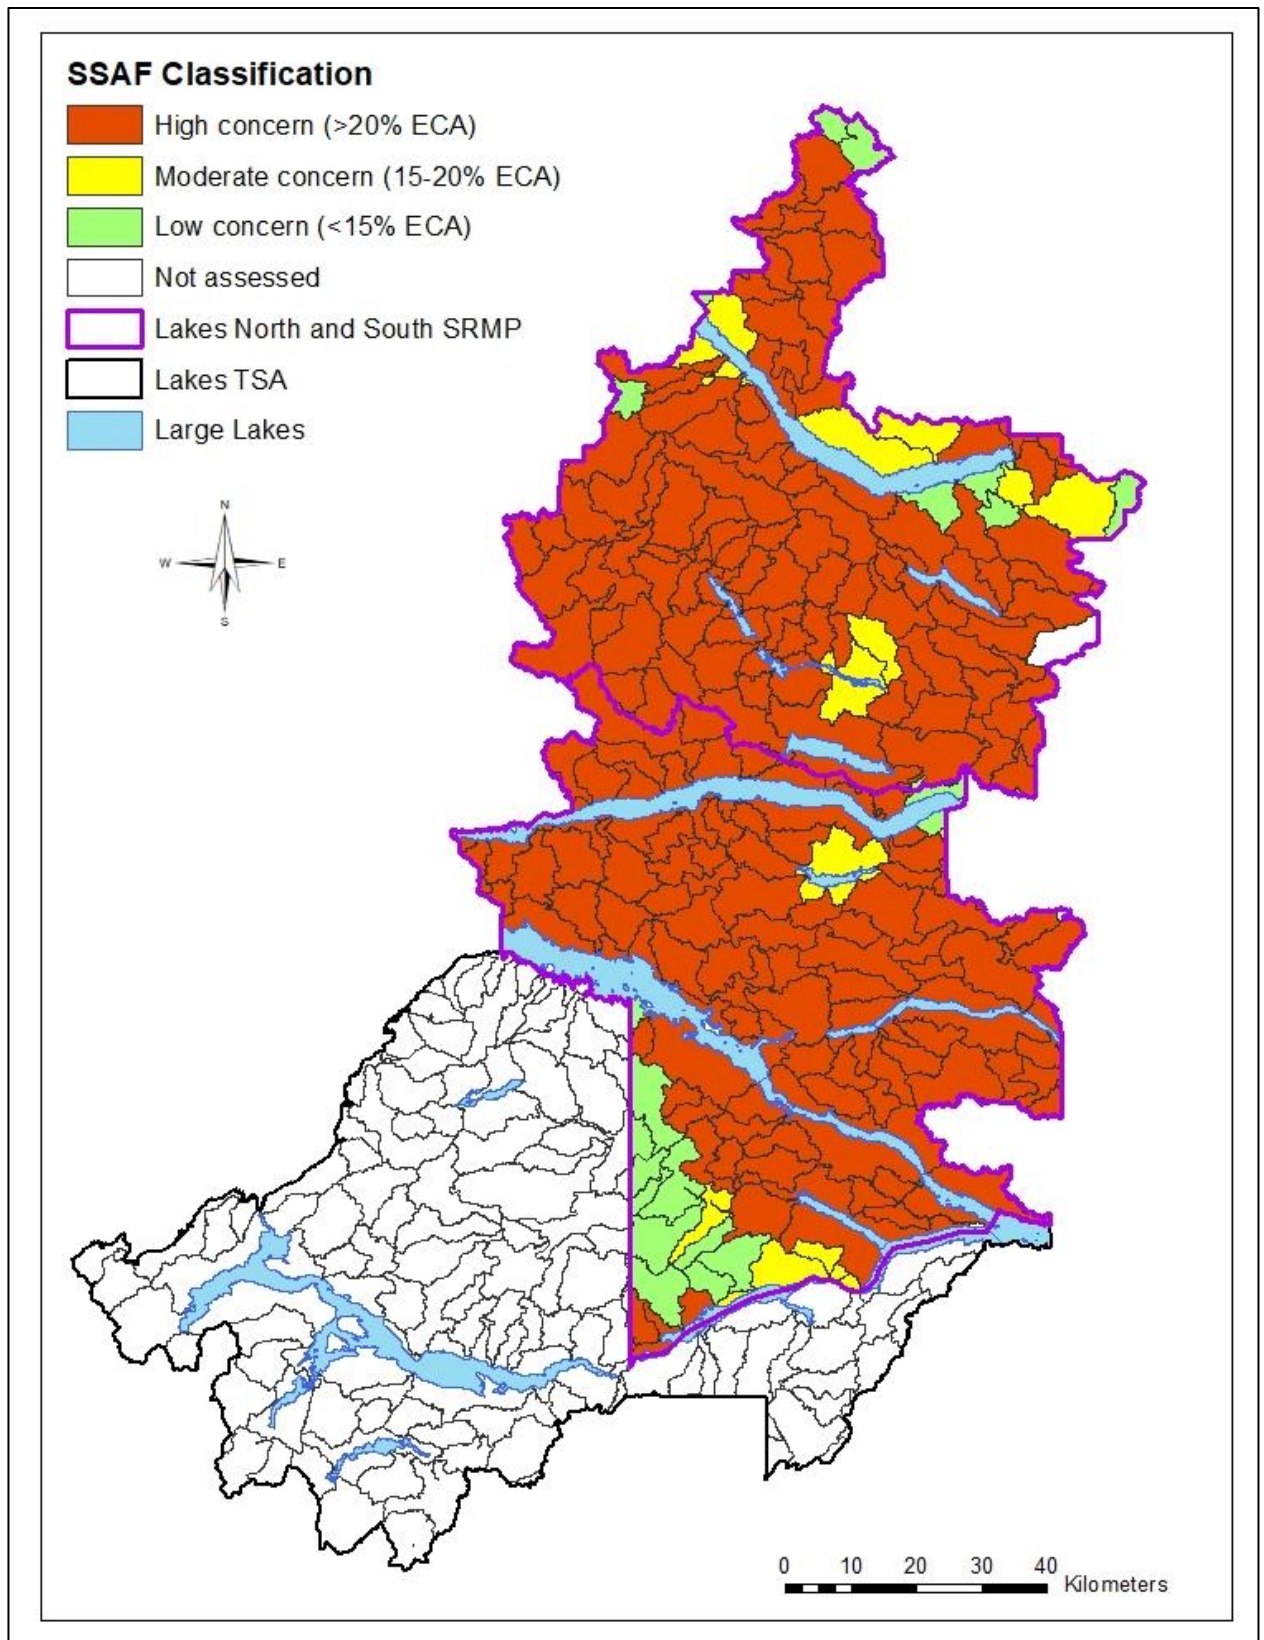 SSAF Classification
High concern (>20% ECA)
Moderate concern (15-20% ECA)
Low concern (<15% ECA)
Not assessed
Lakes North and South SRMP
Lakes TSA
Large Lakes
N
W E
S
0 10 20 30 40
Kilometers